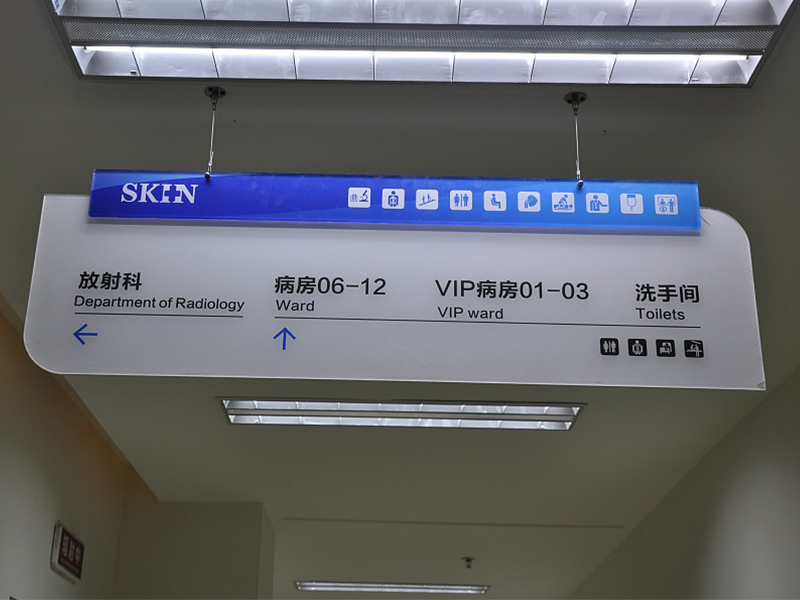 SKIN
放射科
Department of Radiology
病房06-12
Ward
VIP病房01-03
VIP ward
洗手间
Toilets